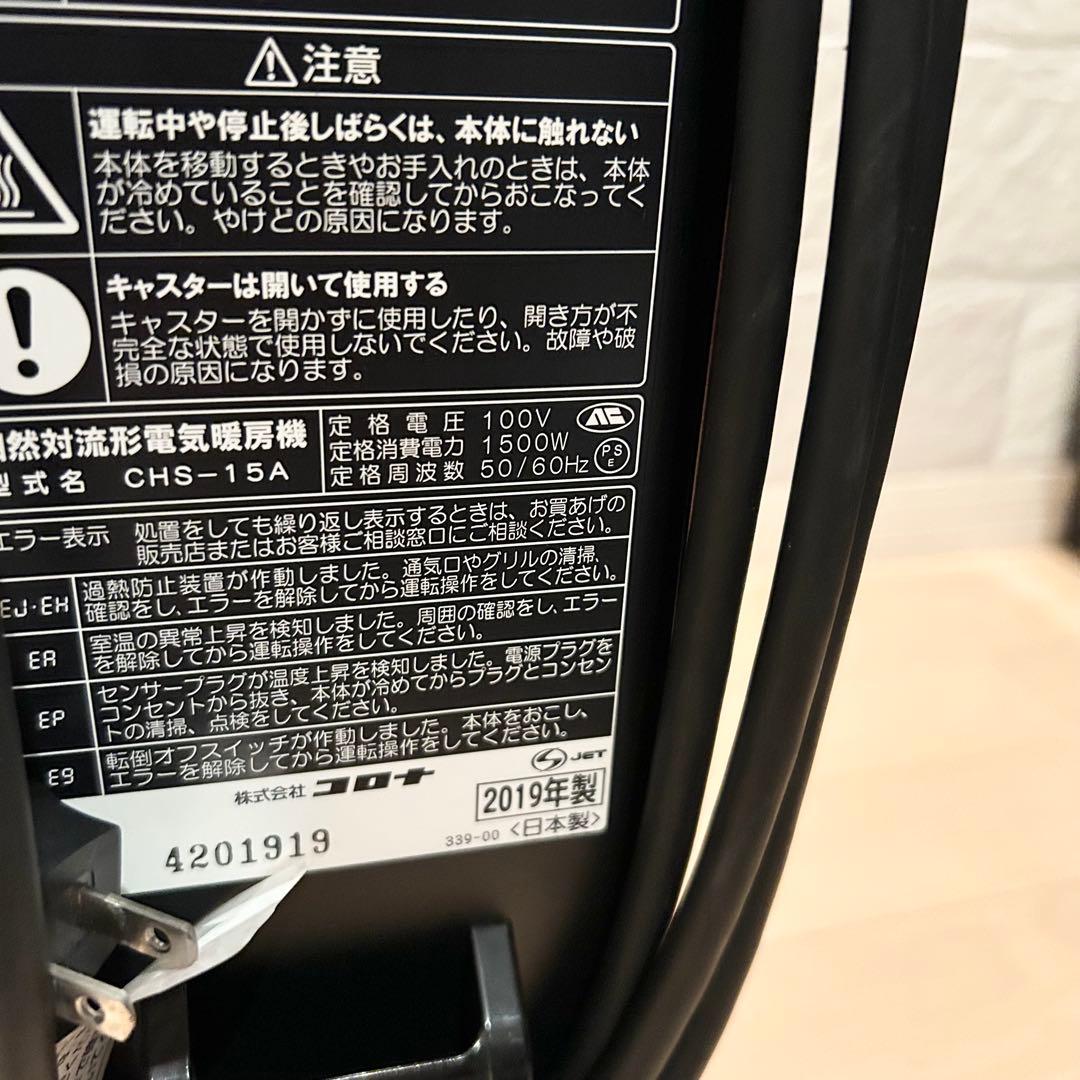 注意
運転中や停止後しばらくは、本体に触れない
本体を移動するときやお手入れのときは、本体
が冷めていることを確認してからおこなってく
ださい。やけどの原因になります。
キャスターは開いて使用する
キャスターを開かずに使用したり、開き方が不
完全な状態で使用しないでください。故障や破
損の原因になります。
自然対流形電気暖房機
型式名 CHS-15A
定格電圧 100V
定格消費電力 1500W
定格周波数 50/60Hz
PSE
エラー表示
処置をしても繰り返し表示するときは、お買あげの
販売店またはお客様ご相談窓口にご相談ください。
EJ・EH
過熱防止装置が作動しました。通気口やグリルの清掃、
確認をし、エラーを解除してから運転操作をしてください。
EA
室温の異常上昇を検知しました。周囲の確認をし、エラー
を解除してから運転操作をしてください。
EP
センサープラグが温度上昇を検知しました。電源プラグを
コンセントから抜き、本体が冷めてからプラグとコンセン
トの清掃、点検をしてください。
E9
転倒オフスイッチが作動しました。本体をおこし、
エラーを解除してから運転操作をしてください。
JET
株式会社 コロナ
2019年製
4201919
339-00 <日本製>